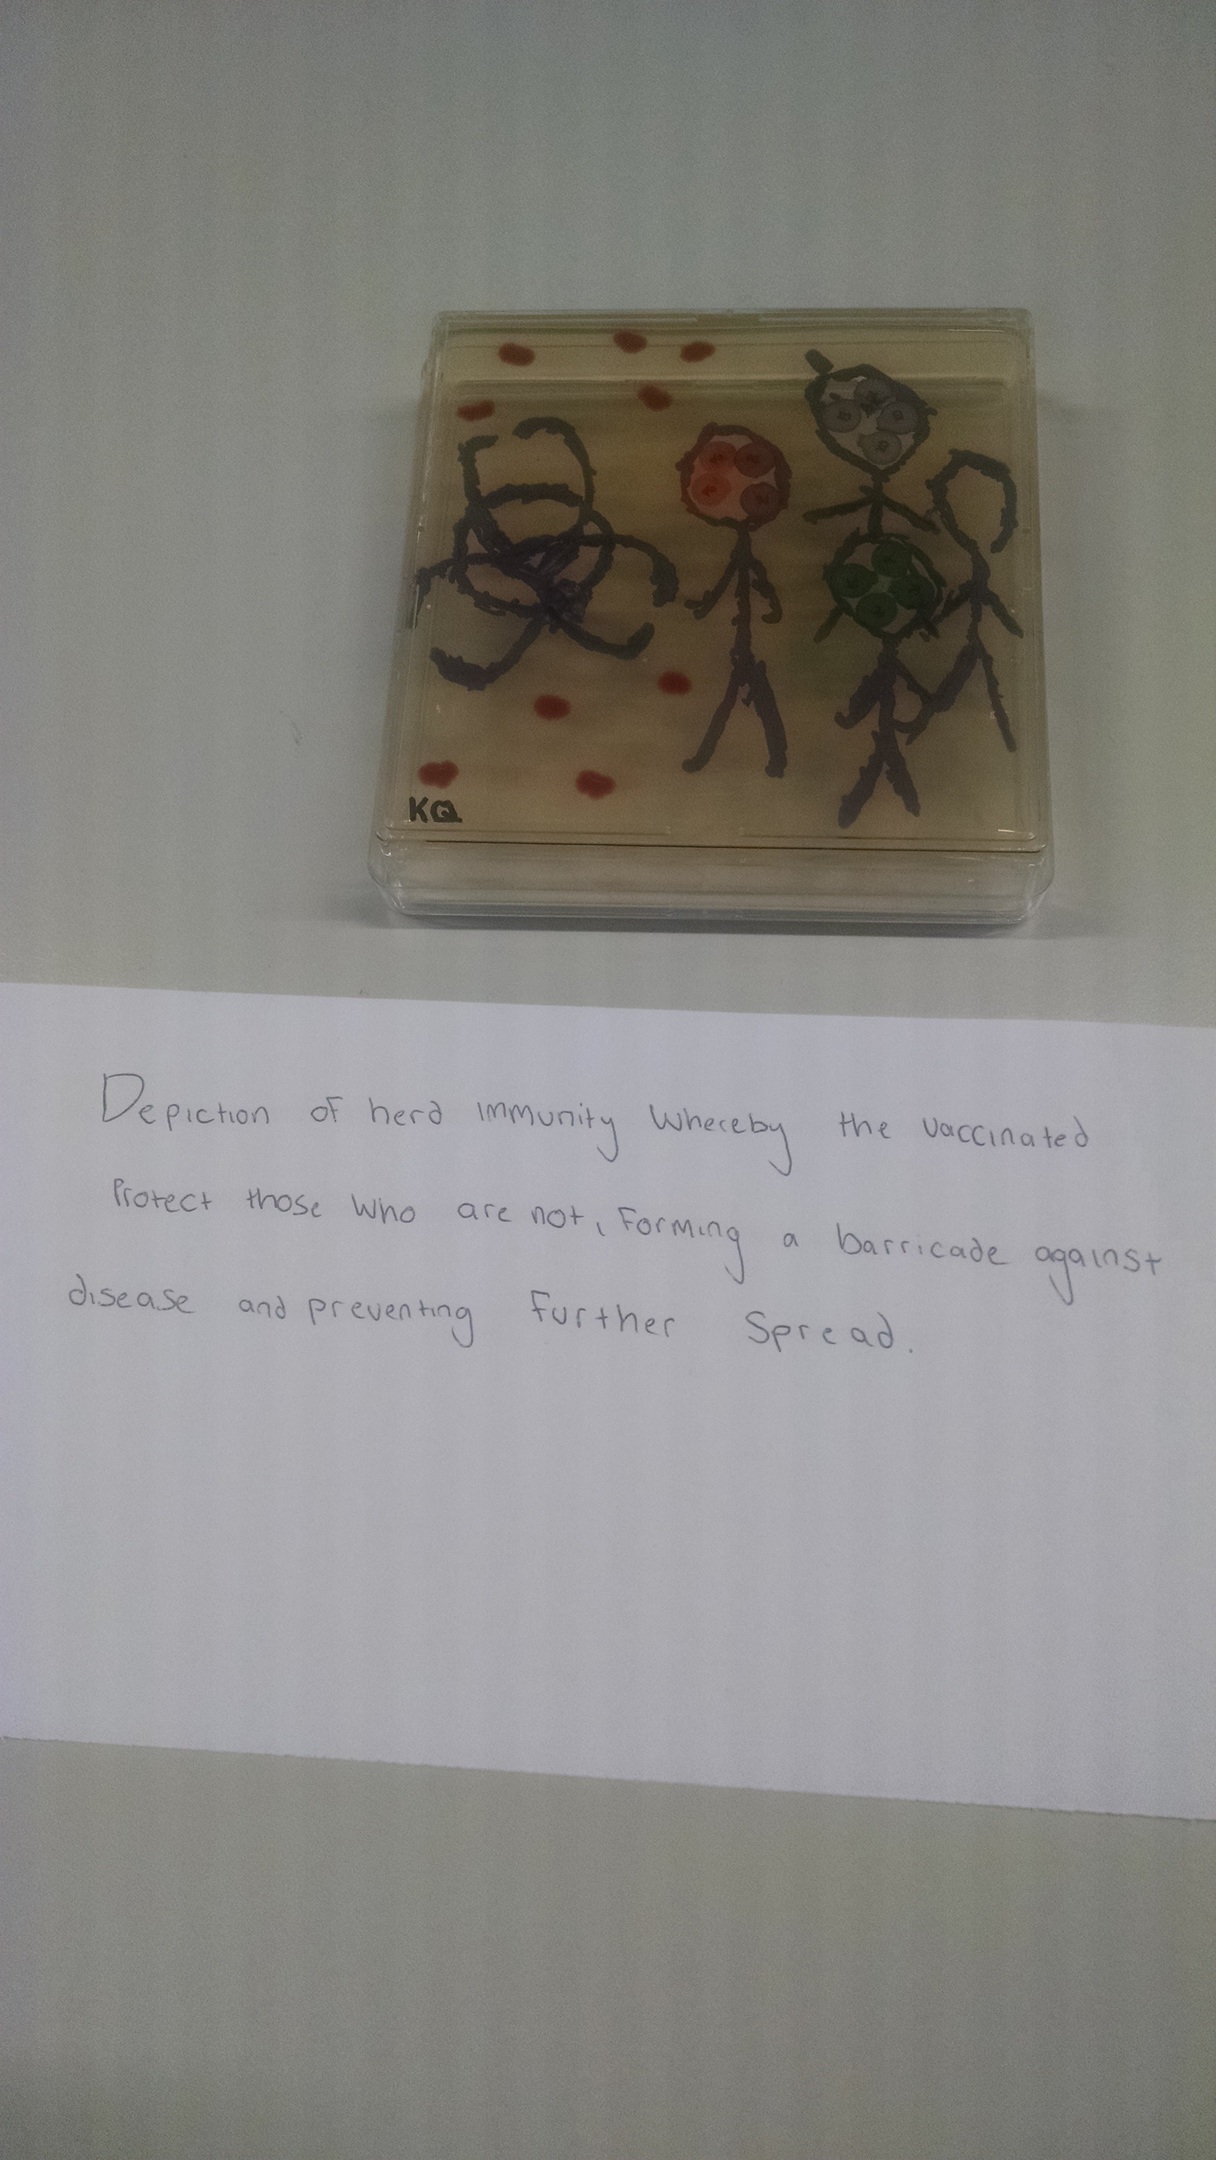 KQ
Depiction of herd immunity Whereby the vaccinated
Protect those who are not, Forming a barricade against
disease and preventing further Spread.